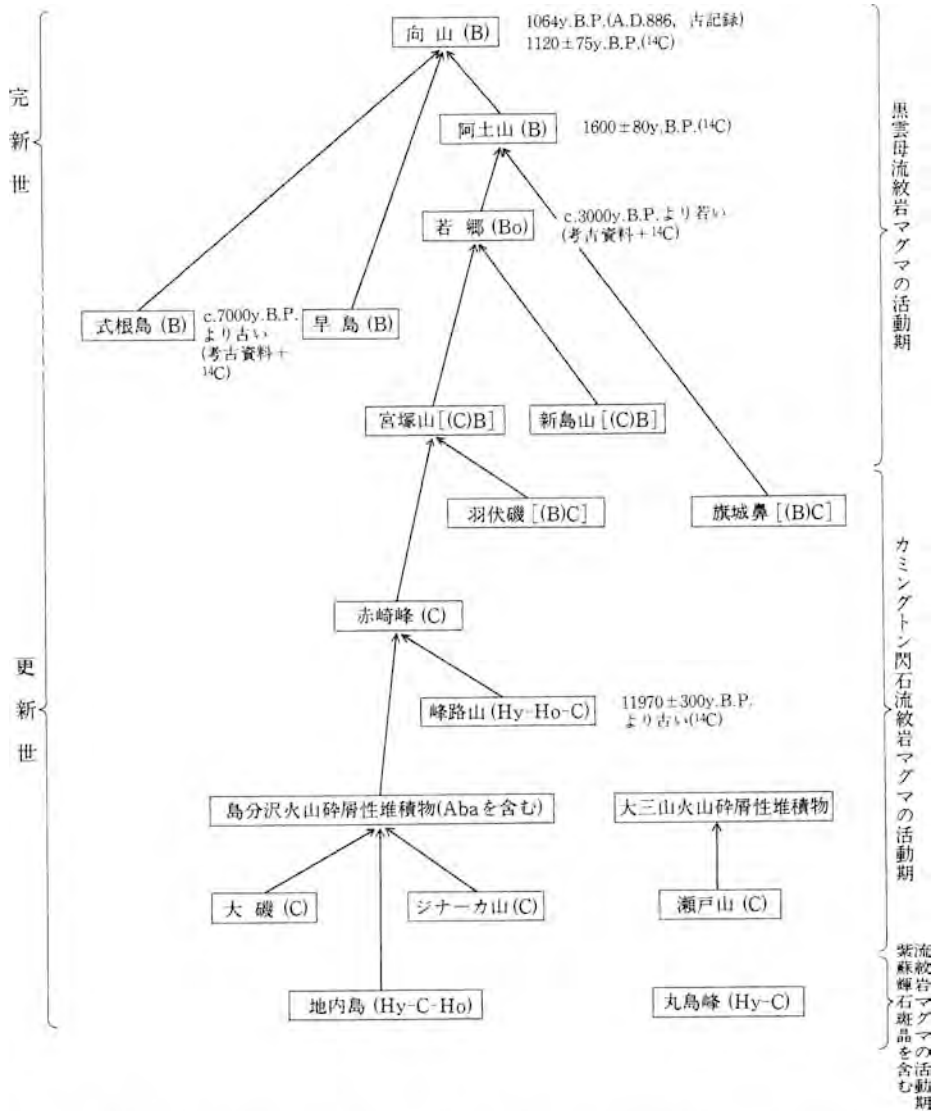 向山 (B)
1064y.B.P.(A.D.886, 古記録)
1120±75y.B.P.(¹⁴C)
完新世
阿土山 (B)
1600±80y.B.P.(¹⁴C)
若郷 (Bo)
c.3000y.B.P.より若い
(考古資料+¹⁴C)
式根島 (B)
c.7000y.B.P.
より古い
(考古資料+
¹⁴C)
早島 (B)
黒雲母流紋岩マグマの活動期
宮塚山[(C)B]
新島山[(C)B]
羽伏磯[(B)C]
旗城鼻[(B)C]
赤崎峰 (C)
更新世
峰路山(Hy-Ho-C)
11970±300y.B.P.
より古い(¹⁴C)
カミングトン閃石流紋岩マグマの活動期
島分沢火山砕屑性堆積物(Abaを含む)
大三山火山砕屑性堆積物
大磯 (C)
ジナーカ山(C)
瀬戸山 (C)
地内島 (Hy-C-Ho)
丸島峰 (Hy-C)
紫蘇輝石斑晶を含む
流紋岩マグマの活動期